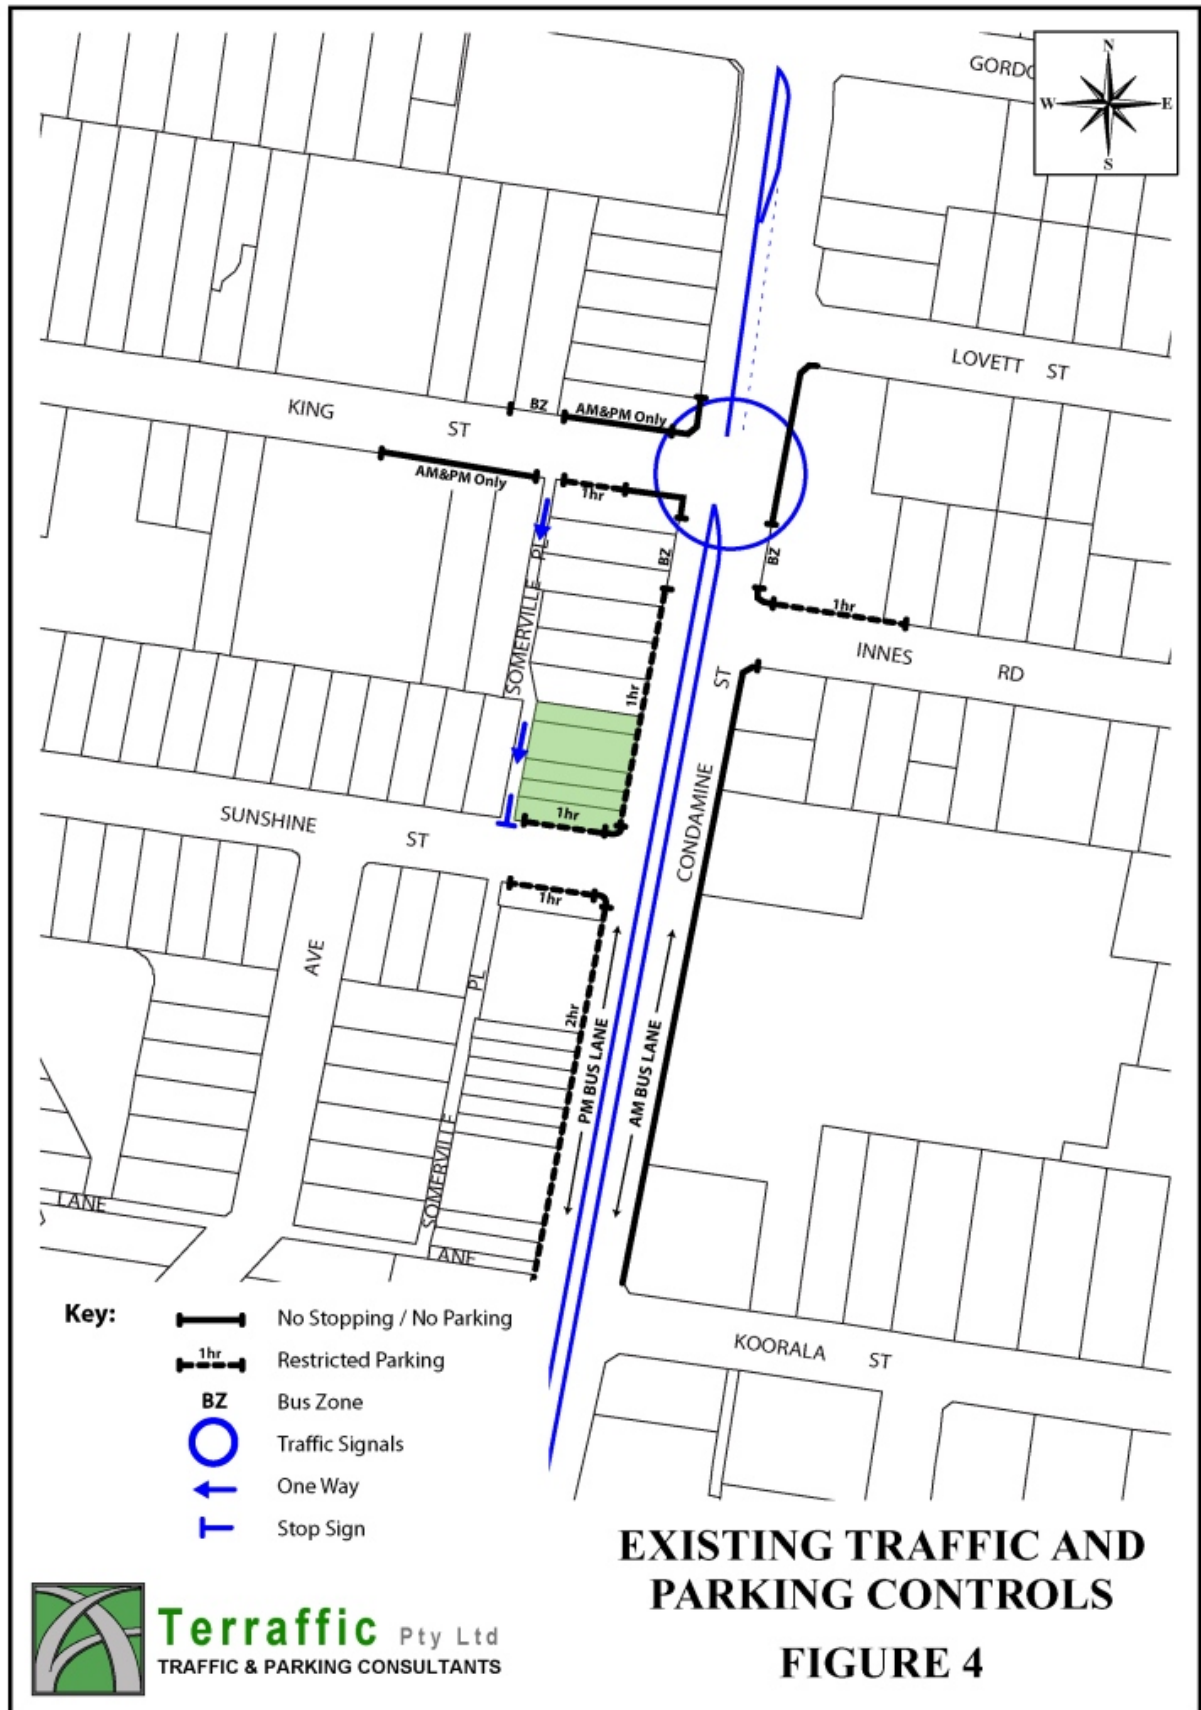 GORDO
N
W
E
S
LOVETT ST
KING ST
BZ
AM&PM Only
AM&PM Only
1hr
BZ
BZ
1hr
SOMERVILLE PL
INNES RD
ST
1hr
CONDAMINE
SUNSHINE ST
1hr
1hr
AVE
PL
2hr
PM BUS LANE
AM BUS LANE
SOMERVILLE
LANE
LANE
KOORALA ST
Key:
No Stopping / No Parking
1hr
Restricted Parking
BZ
Bus Zone
Traffic Signals
One Way
Stop Sign
EXISTING TRAFFIC AND
PARKING CONTROLS
FIGURE 4
Terraffic Pty Ltd
TRAFFIC & PARKING CONSULTANTS